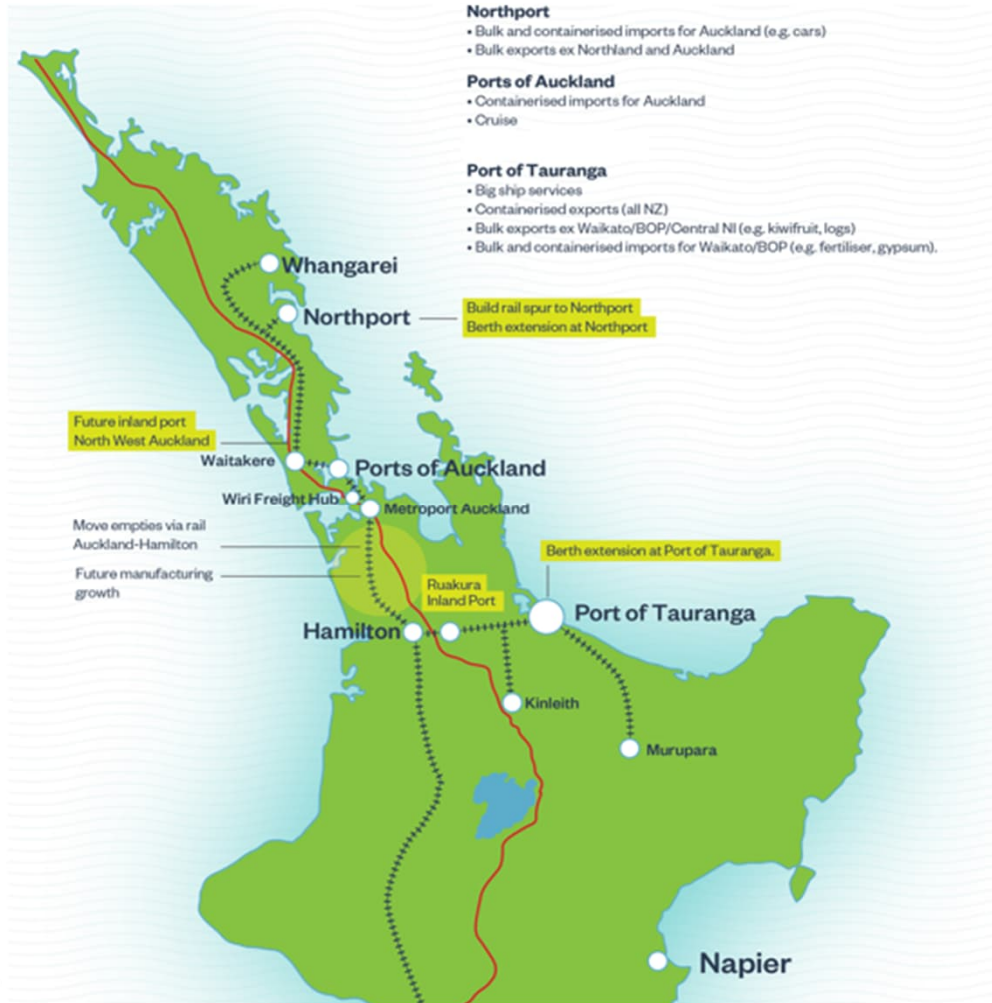 Northport
• Bulk and containerised imports for Auckland (e.g. cars)
• Bulk exports ex Northland and Auckland
Ports of Auckland
• Containerised imports for Auckland
• Cruise
Port of Tauranga
• Big ship services
• Containerised exports (all NZ)
• Bulk exports ex Waikato/BOP/Central NI (e.g. kiwifruit, logs)
• Bulk and containerised imports for Waikato/BOP (e.g. fertiliser, gypsum).
Whangarei
Northport
Build rail spur to Northport
Berth extension at Northport
Future inland port
North West Auckland
Waitakere
Ports of Auckland
Wiri Freight Hub
Metroport Auckland
Move empties via rail
Auckland-Hamilton
Future manufacturing
growth
Berth extension at Port of Tauranga.
Ruakura
Inland Port
Port of Tauranga
Hamilton
Kinleith
Murupara
Napier